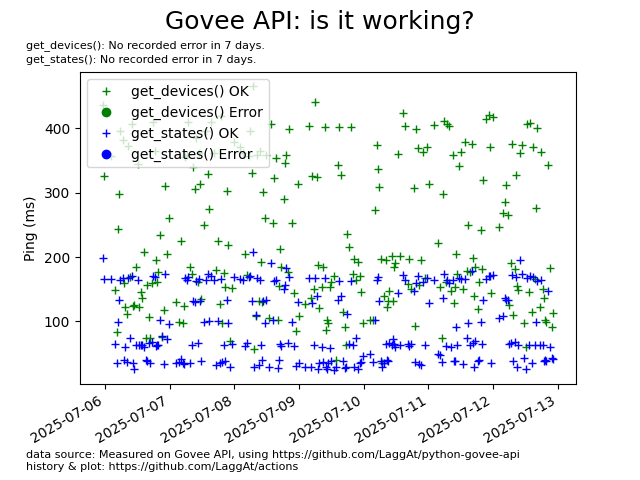 Govee API: is it working?
get_devices(): No recorded error in 7 days.
get_states(): No recorded error in 7 days.
get_devices() OK
get_devices() Error
get_states() OK
get_states() Error
Ping (ms)
400
300
200
100
2025-07-06
2025-07-07
2025-07-08
2025-07-09
2025-07-10
2025-07-11
2025-07-12
2025-07-13
data source: Measured on Govee API, using https://github.com/LaggAt/python-govee-api
history & plot: https://github.com/LaggAt/actions